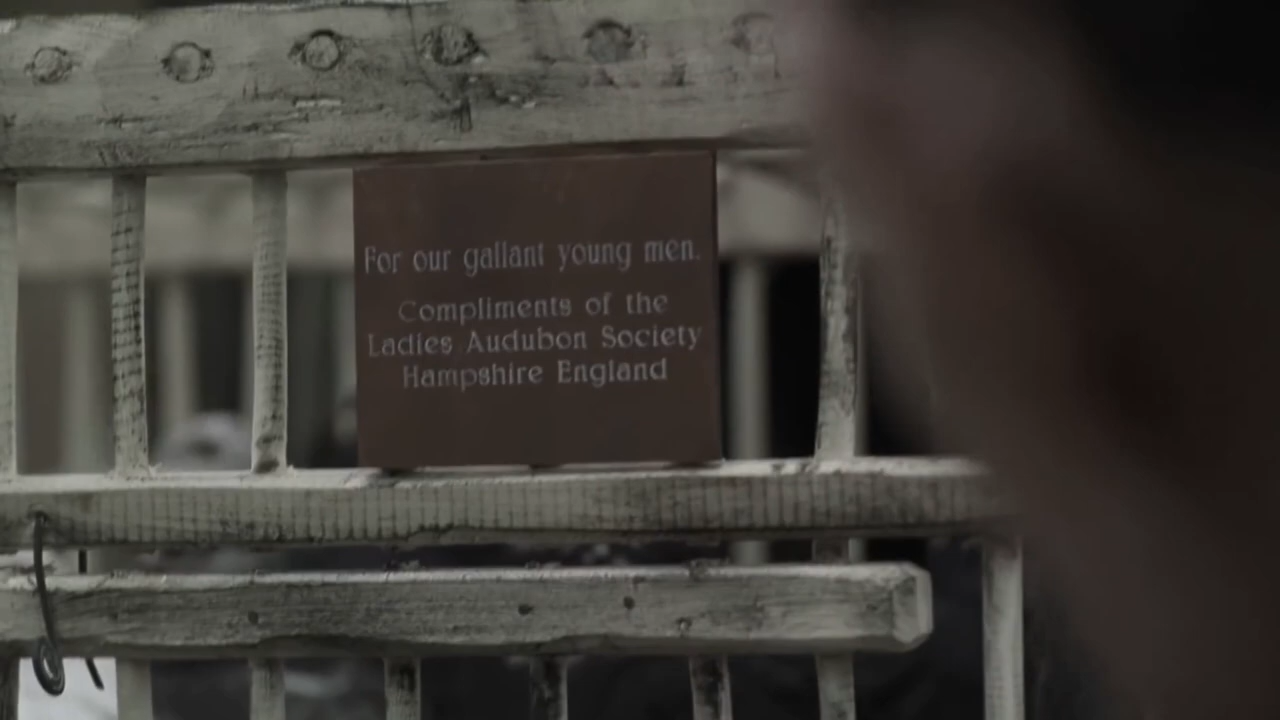 For our gallant young men.
Compliments of the
Ladies Audubon Society
Hampshire England